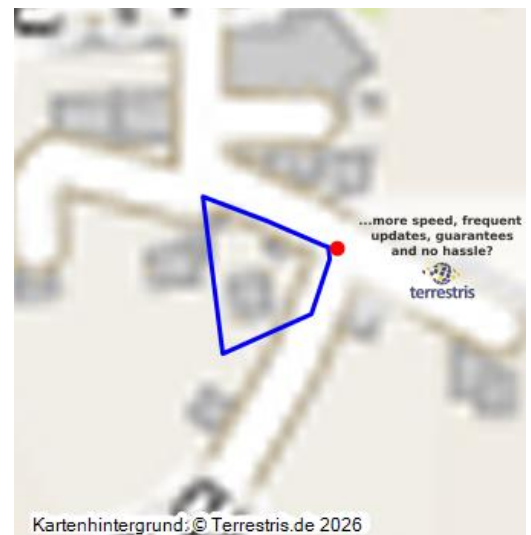 ...more speed, frequent
updates, guarantees
and no hassle?
terrestris
Kartenhintergrund: © Terrestris.de 2026